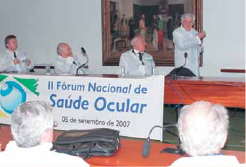 II Fórum Nacional de
Saúde Ocular
05 de setembro de 2007